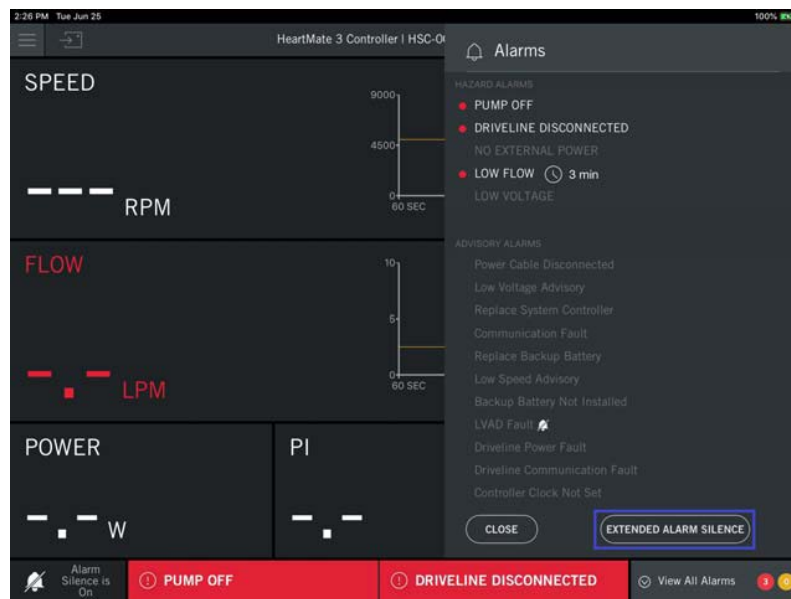 2:26 PM Tue Jun 25
100%
HeartMate 3 Controller | HSC-0
Alarms
SPEED
9000
4500
0
60 SEC
--- RPM
HAZARD ALARMS
PUMP OFF
DRIVELINE DISCONNECTED
NO EXTERNAL POWER
LOW FLOW 3 min
LOW VOLTAGE
FLOW
10
5
0
60 SEC
-.- LPM
ADVISORY ALARMS
Power Cable Disconnected
Low Voltage Advisory
Replace System Controller
Communication Fault
Replace Backup Battery
Low Speed Advisory
Backup Battery Not Installed
LVAD Fault
Driveline Power Fault
Driveline Communication Fault
Controller Clock Not Set
POWER
-.- W
PI
-.-
CLOSE
EXTENDED ALARM SILENCE
Alarm
Silence is
On
PUMP OFF
DRIVELINE DISCONNECTED
View All Alarms
3
0